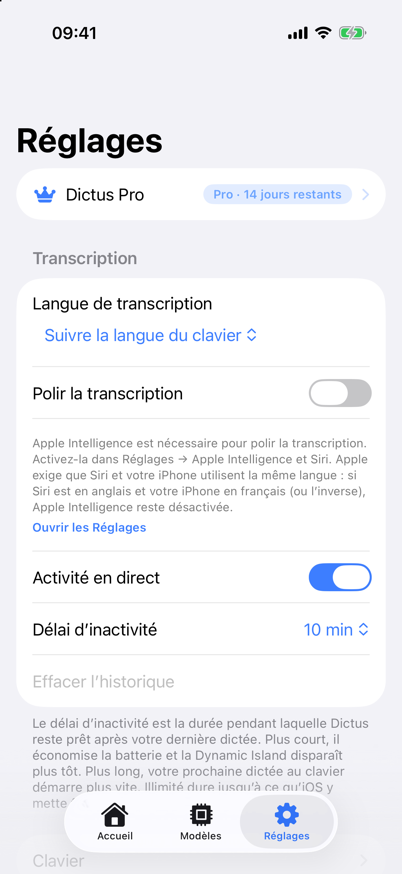 09:41
Réglages
Dictus Pro
Pro · 14 jours restants
Transcription
Langue de transcription
Suivre la langue du clavier
Polir la transcription
Apple Intelligence est nécessaire pour polir la transcription.
Activez-la dans Réglages → Apple Intelligence et Siri. Apple
exige que Siri et votre iPhone utilisent la même langue : si
Siri est en anglais et votre iPhone en français (ou l’inverse),
Apple Intelligence reste désactivée.
Ouvrir les Réglages
Activité en direct
Délai d’inactivité
10 min
Effacer l’historique
Le délai d’inactivité est la durée pendant laquelle Dictus
reste prêt après votre dernière dictée. Plus court, il
économise la batterie et la Dynamic Island disparaît
plus tôt. Plus long, votre prochaine dictée au clavier
démarre plus vite. Illimité dure jusqu’à ce qu’iOS y
mette
Accueil
Modèles
Réglages
Clavier